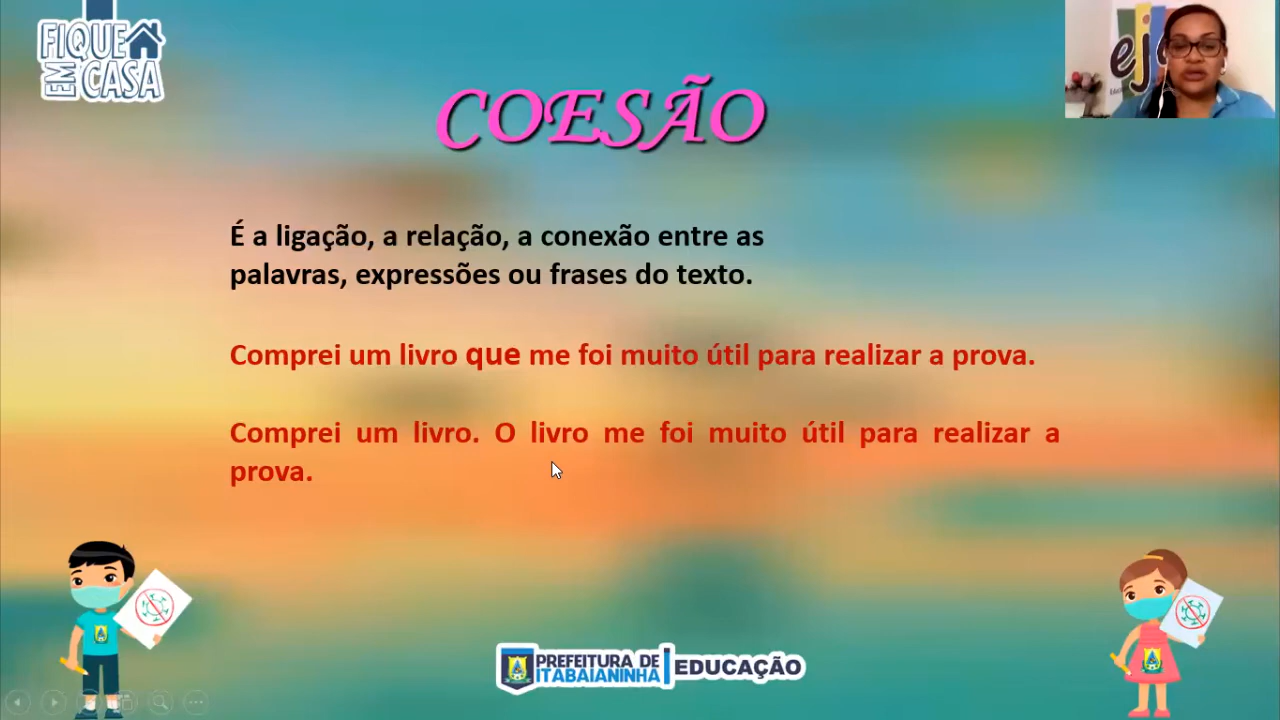 FIQUE
EM CASA
eja
COESÃO
É a ligação, a relação, a conexão entre as
palavras, expressões ou frases do texto.
Comprei um livro que me foi muito útil para realizar a prova.
Comprei um livro. O livro me foi muito útil para realizar a
prova.
PREFEITURA DE
ITABAIANINHA
EDUCAÇÃO